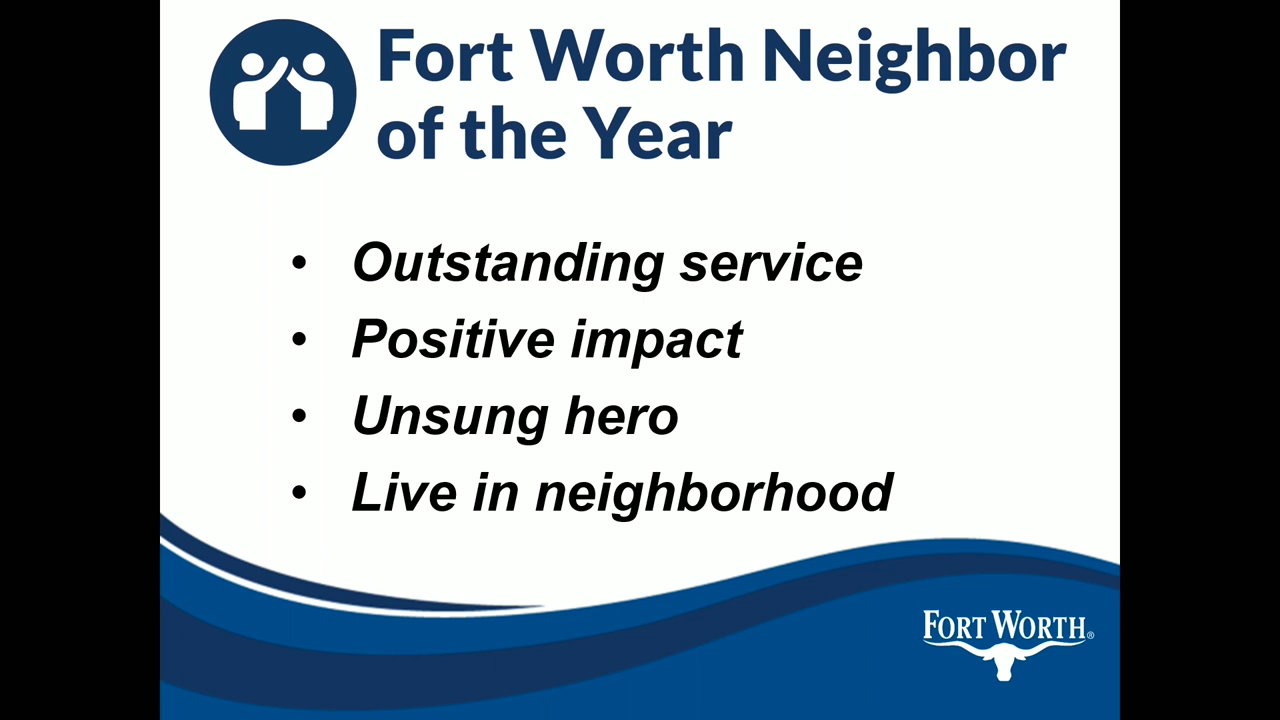 Fort Worth Neighbor
of the Year
• Outstanding service
• Positive impact
• Unsung hero
• Live in neighborhood
FORT WORTH®